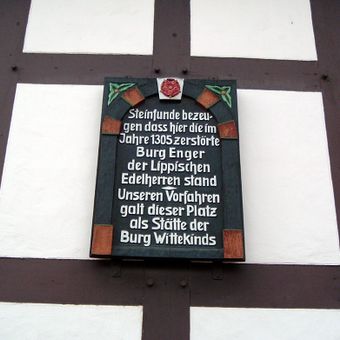 Steinfunde bezeu-
gen dass hier die im
Jahre 1305 zerstörte
Burg Enger
der Lippischen
Edelherren stand
Unseren Vorfahren
galt dieser Platz
als Stätte der
Burg Wittekinds